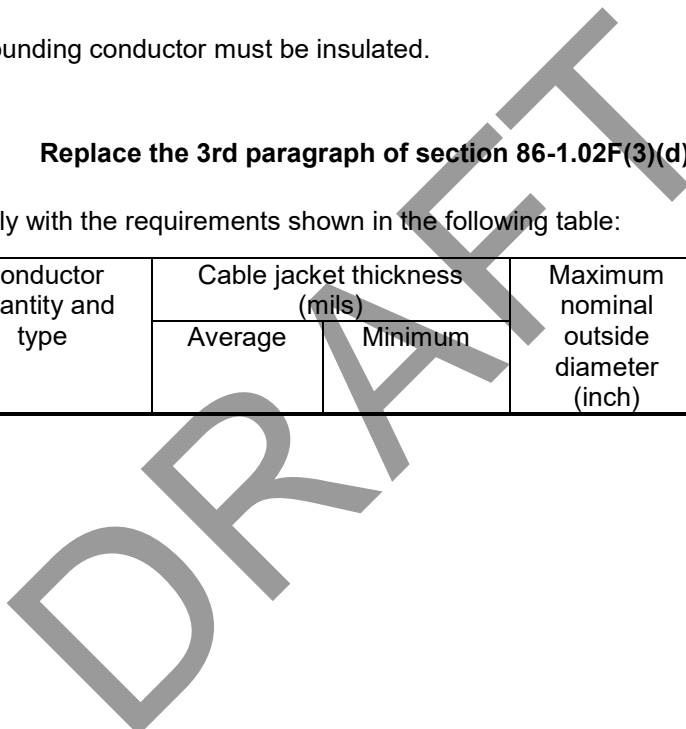 ounding conductor must be insulated.
Replace the 3rd paragraph of section 86-1.02F(3)(d)
ly with the requirements shown in the following table:
onductor
antity and
type
Cable jacket thickness
(mils)
Average Minimum
Maximum
nominal
outside
diameter
(inch)
DRAFT